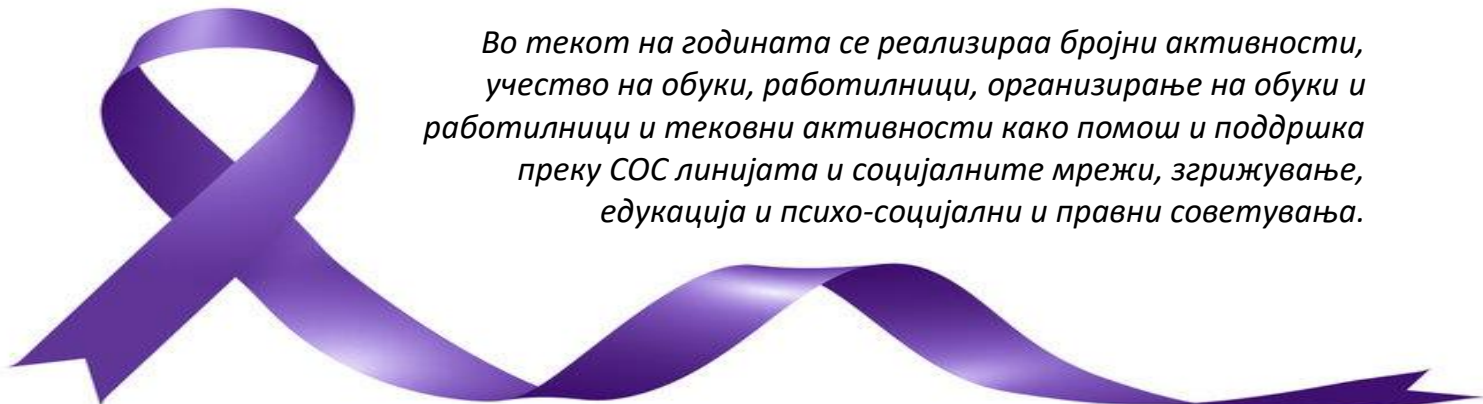 Во текот на годината се реализираа бројни активности,
учество на обуки, работилници, организирање на обуки и
работилници и тековни активности како помош и поддршка
преку СОС линијата и социјалните мрежи, згрижување,
едукација и психо-социјални и правни советувања.